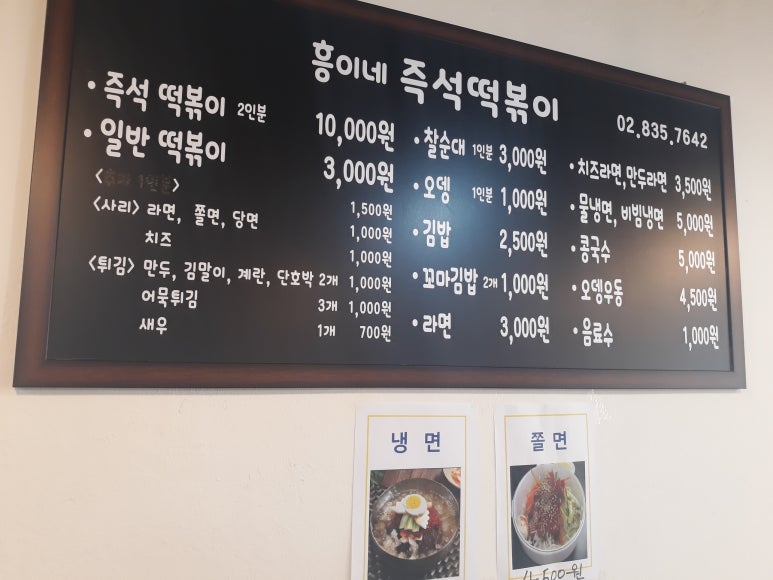 흥이네 즉석떡볶이
02.835.7642
• 즉석 떡볶이 2인분 10,000원
• 일반 떡볶이 3,000원
<추가 1인분> 1,500원
<사리> 라면, 쫄면, 당면 1,000원
치즈 1,000원
<튀김> 만두, 김말이, 계란, 단호박 2개 1,000원
어묵튀김 3개 1,000원
새우 1개 700원
• 찰순대 1인분 3,000원
• 오뎅 1인분 1,000원
• 김밥 2,500원
• 꼬마김밥 2개 1,000원
• 라면 3,000원
• 치즈라면, 만두라면 3,500원
• 물냉면, 비빔냉면 5,000원
• 콩국수 5,000원
• 오뎅우동 4,500원
• 음료수 1,000원
냉면
쫄면
4,500원